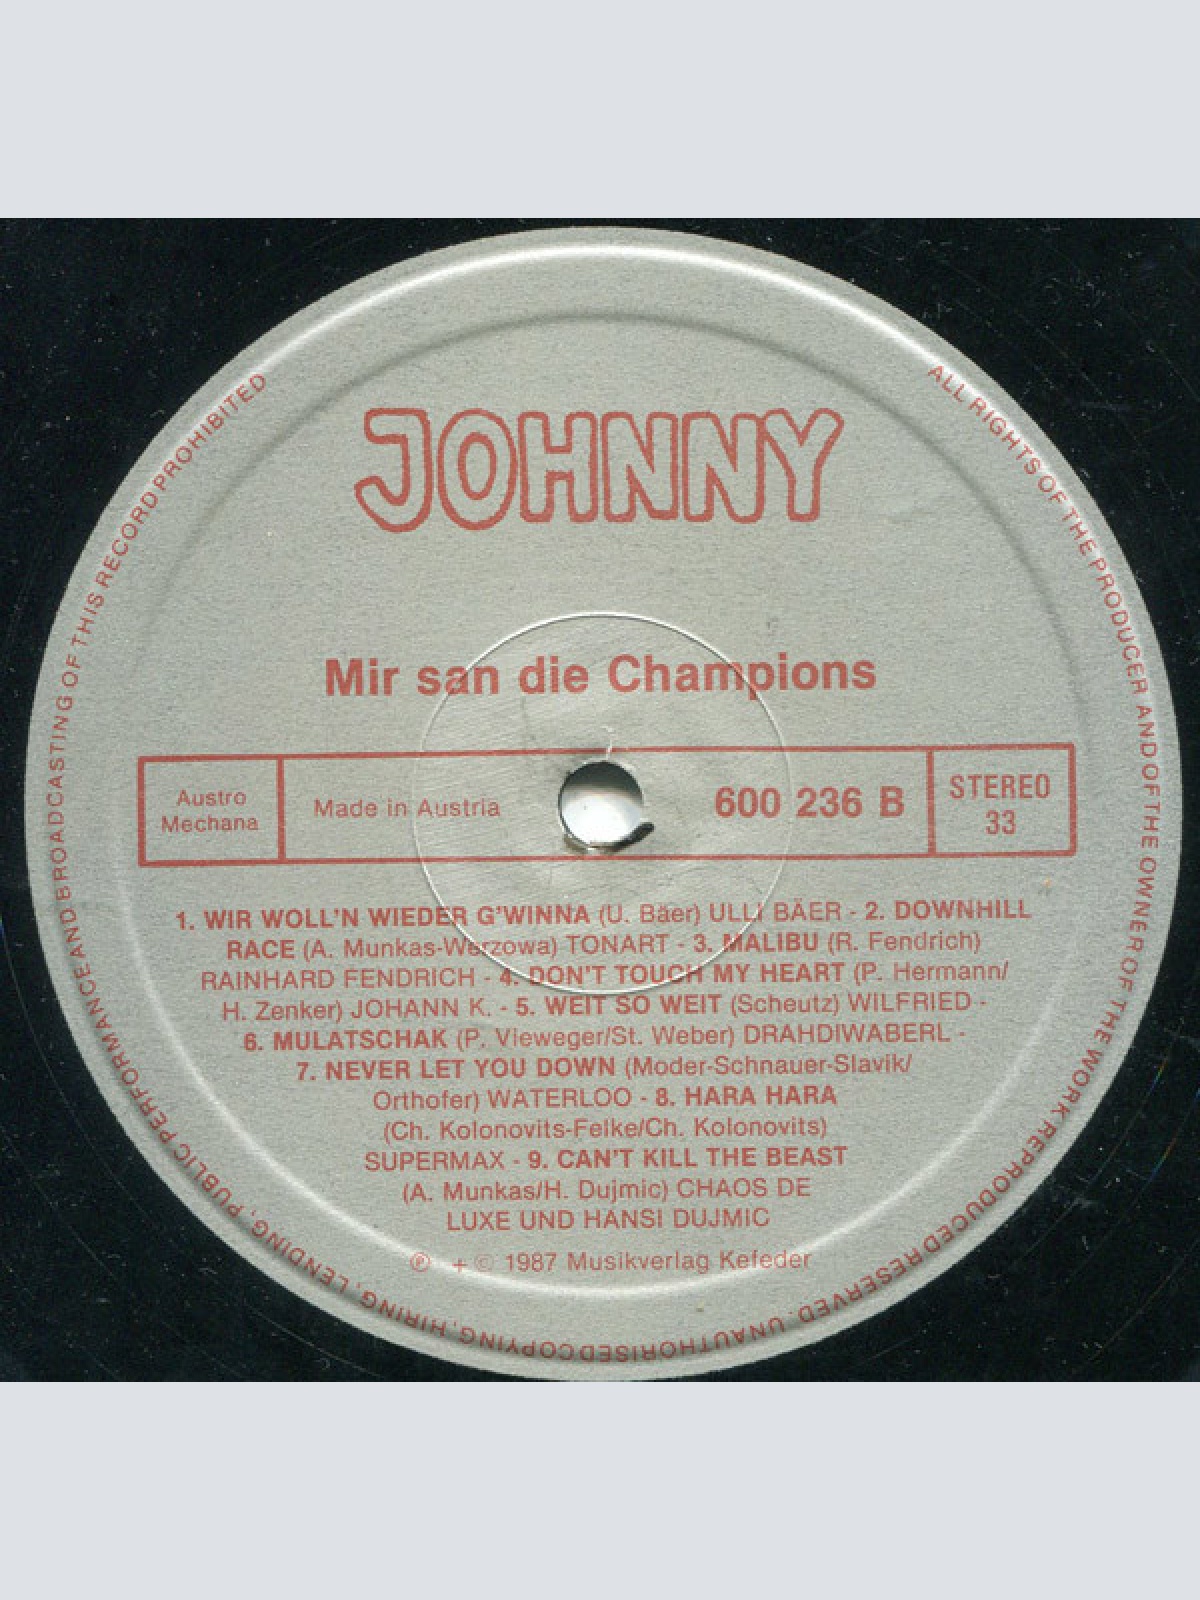 JOHNNY
Mir san die Champions
Austro
Mechana
Made in Austria
600 236 B
STEREO
33
1. WIR WOLL'N WIEDER G'WINNA (U. Bäer) ULLI BÄER - 2. DOWNHILL
RACE (A. Munkas-Werzowa) TONART - 3. MALIBU (R. Fendrich)
RAINHARD FENDRICH - 4. DON'T TOUCH MY HEART (P. Hermann/
H. Zenker) JOHANN K. - 5. WEIT SO WEIT (Scheutz) WILFRIED -
6. MULATSCHAK (P. Vieweger/St. Weber) DRAHDIWABERL -
7. NEVER LET YOU DOWN (Moder-Schnauer-Slavik/
Orthofer) WATERLOO - 8. HARA HARA
(Ch. Kolonovits-Felke/Ch. Kolonovits)
SUPERMAX - 9. CAN'T KILL THE BEAST
(A. Munkas/H. Dujmic) CHAOS DE
LUXE UND HANSI DUJMIC
Ⓟ + © 1987 Musikverlag Kefeder
ALL RIGHTS OF THE PRODUCER AND OF THE OWNER OF THE WORK REPRODUCED RESERVED. UNAUTHORISED COPYING, HIRING, LENDING, PUBLIC PERFORMANCE AND BROADCASTING OF THIS RECORD PROHIBITED